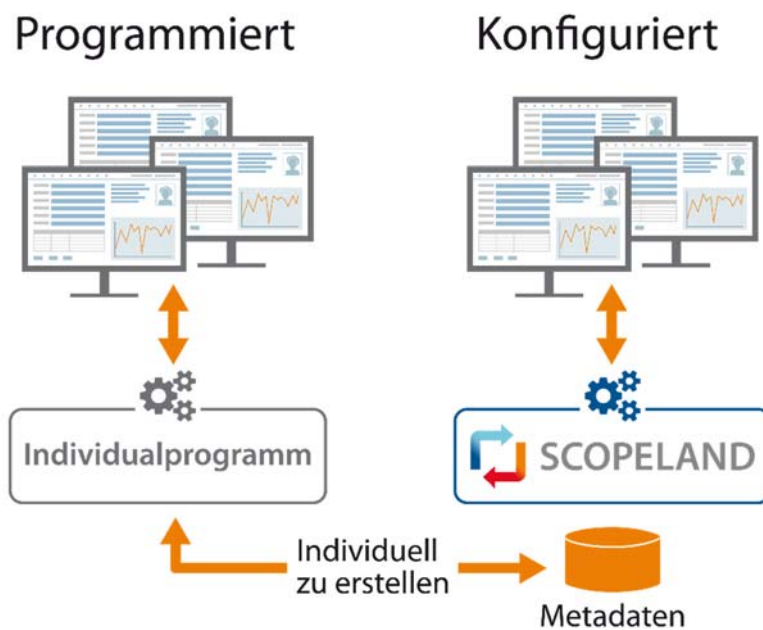 Programmiert
Konfiguriert
Individualprogramm
SCOPELAND
Individuell
zu erstellen
Metadaten